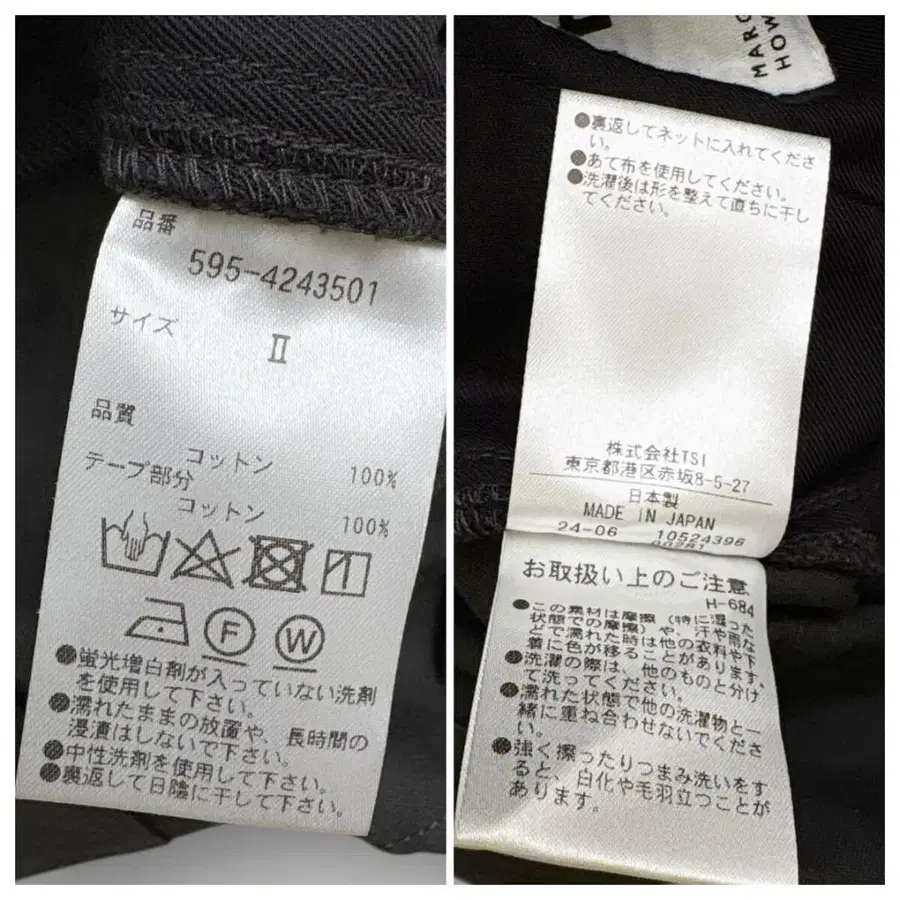 品番
595-4243501
サイズ
Ⅱ
品質
コットン 100%
テープ部分
コットン 100%
F W
●蛍光増白剤が入っていない洗剤
を使用して下さい。
●濡れたままの放置や、長時間の
浸漬はしないで下さい。
●中性洗剤を使用して下さい。
●裏返して日陰に干して下さい。
MARG
HOW
●裏返してネットに入れてくださ
い。
●あて布を使用してください。
●洗濯後は形を整えて直ちに干し
てください。
株式会社TSI
東京都港区赤坂8-5-27
日本製
MADE IN JAPAN
24-06 10524396
00281
お取扱い上のご注意
H-684
●この素材は摩擦（特に湿った
状態での摩擦）や、汗や雨な
どで濡れた時は他の衣料や下
着に色が移ることがあります。
●洗濯の際は、他のものと分け
て洗ってください。
●濡れた状態で他の洗濯物と一
緒に重ね合わせないでくださ
い。
●強く擦ったりつまみ洗いをす
ると、白化や毛羽立つことが
あります。